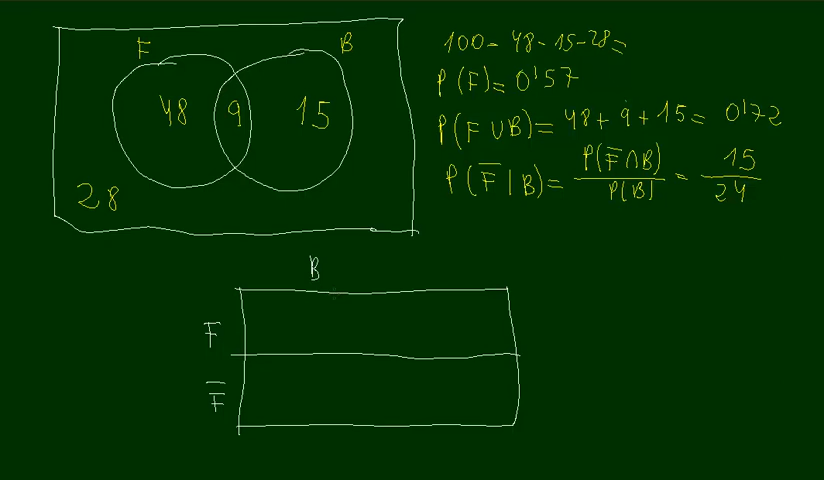 F B
48 9 15
28
100 - 48 - 15 - 28 =
P(F) = 0'57
P(F ∪ B) = 48 + 9 + 15 = 0'72
P(F̅ | B) = P(F̅ ∩ B) / P(B) = 15 / 24
B
F
F̅